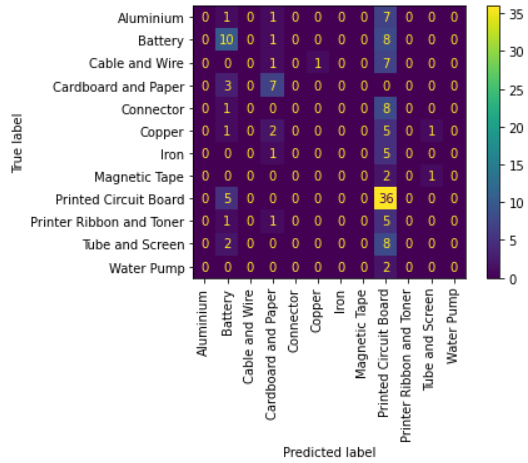 True label
Aluminium 0 1 0 1 0 0 0 0 7 0 0 0
Battery 0 10 0 1 0 0 0 0 8 0 0 0
Cable and Wire 0 0 0 1 0 1 0 0 7 0 0 0
Cardboard and Paper 0 3 0 7 0 0 0 0 0 0 0 0
Connector 0 1 0 0 0 0 0 0 8 0 0 0
Copper 0 1 0 2 0 0 0 0 5 0 1 0
Iron 0 0 0 1 0 0 0 0 5 0 0 0
Magnetic Tape 0 0 0 0 0 0 0 0 2 0 1 0
Printed Circuit Board 0 5 0 0 0 0 0 0 36 0 0 0
Printer Ribbon and Toner 0 1 0 1 0 0 0 0 5 0 0 0
Tube and Screen 0 2 0 0 0 0 0 0 8 0 0 0
Water Pump 0 0 0 0 0 0 0 0 2 0 0 0
Aluminium
Battery
Cable and Wire
Cardboard and Paper
Connector
Copper
Iron
Magnetic Tape
Printed Circuit Board
Printer Ribbon and Toner
Tube and Screen
Water Pump
Predicted label
35
30
25
20
15
10
5
0